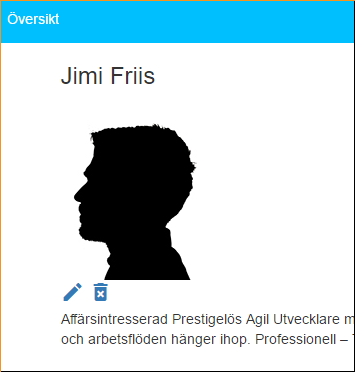 Översikt
Jimi Friis
Affärsintresserad Prestigelös Agil Utvecklare
och arbetsflöden hänger ihop. Professionell –